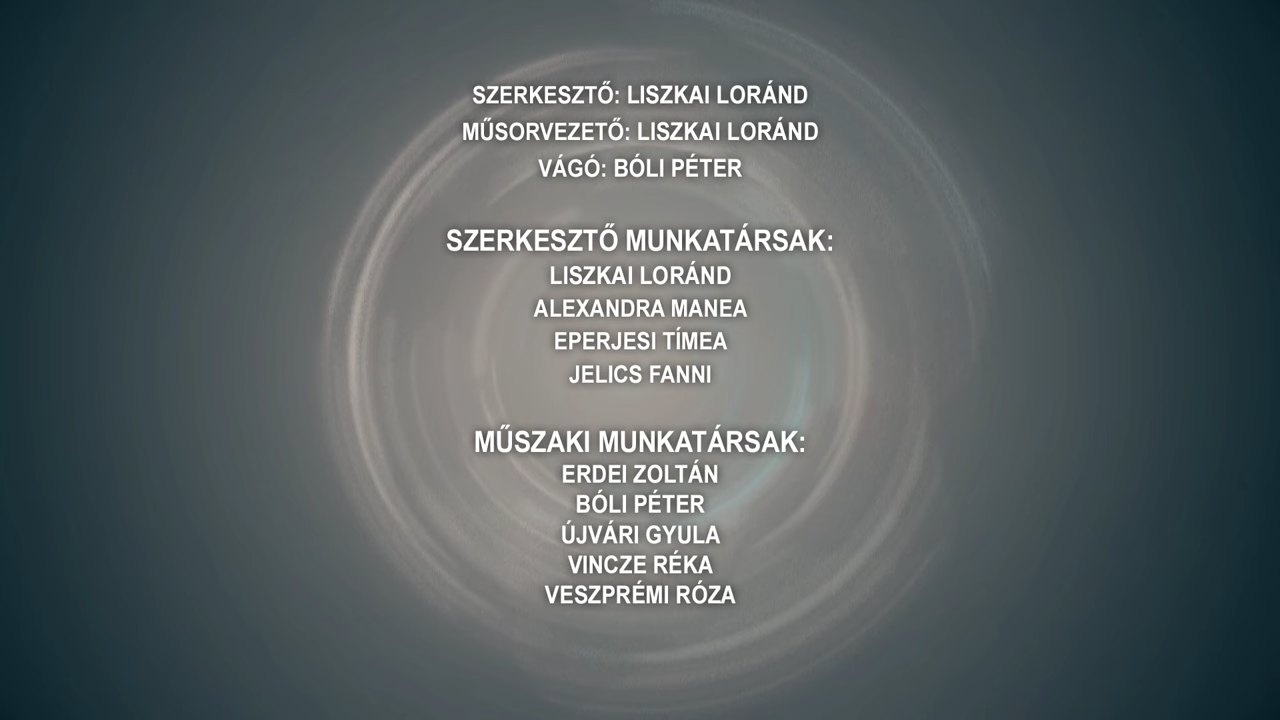 SZERKESZTŐ: LISZKAI LORÁND
MŰSORVEZETŐ: LISZKAI LORÁND
VÁGÓ: BÓLI PÉTER
SZERKESZTŐ MUNKATÁRSAK:
LISZKAI LORÁND
ALEXANDRA MANEA
EPERJESI TÍMEA
JELICS FANNI
MŰSZAKI MUNKATÁRSAK:
ERDEI ZOLTÁN
BÓLI PÉTER
ÚJVÁRI GYULA
VINCZE RÉKA
VESZPRÉMI RÓZA